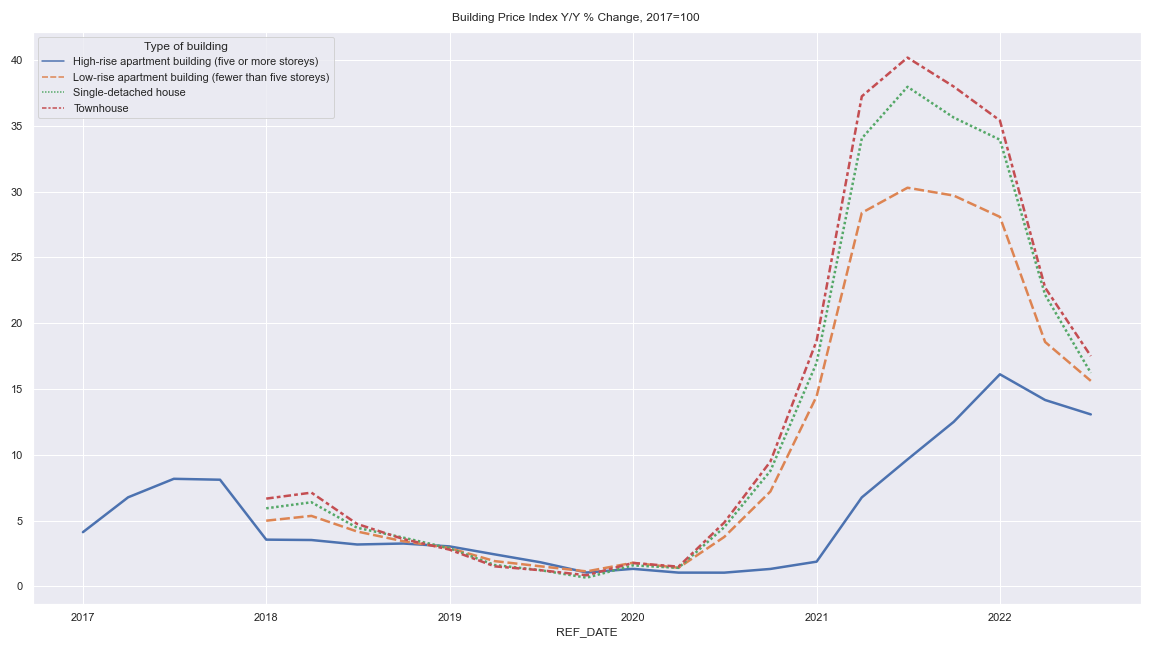 Building Price Index Y/Y % Change, 2017=100
Type of building
High-rise apartment building (five or more storeys)
Low-rise apartment building (fewer than five storeys)
Single-detached house
Townhouse
40
35
30
25
20
15
10
5
0
2017 2018 2019 2020 2021 2022
REF_DATE